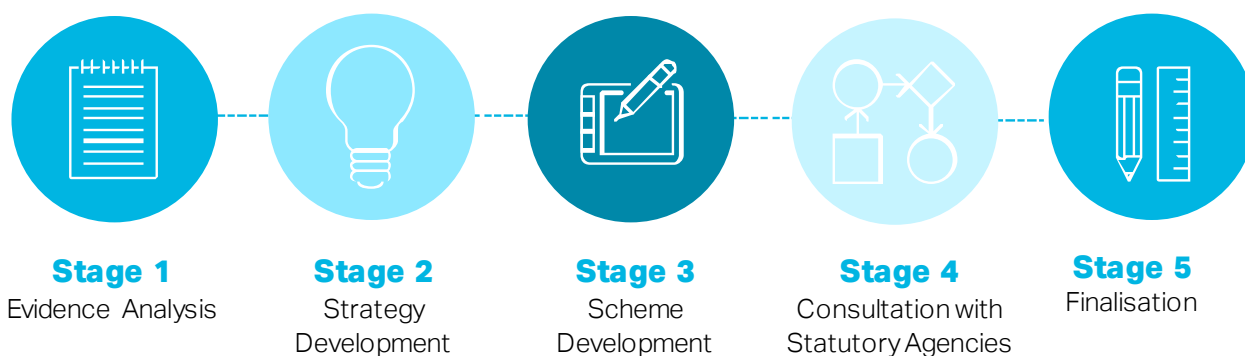 Stage 1
Evidence Analysis
Stage 2
Strategy
Development
Stage 3
Scheme
Development
Stage 4
Consultation with
Statutory Agencies
Stage 5
Finalisation